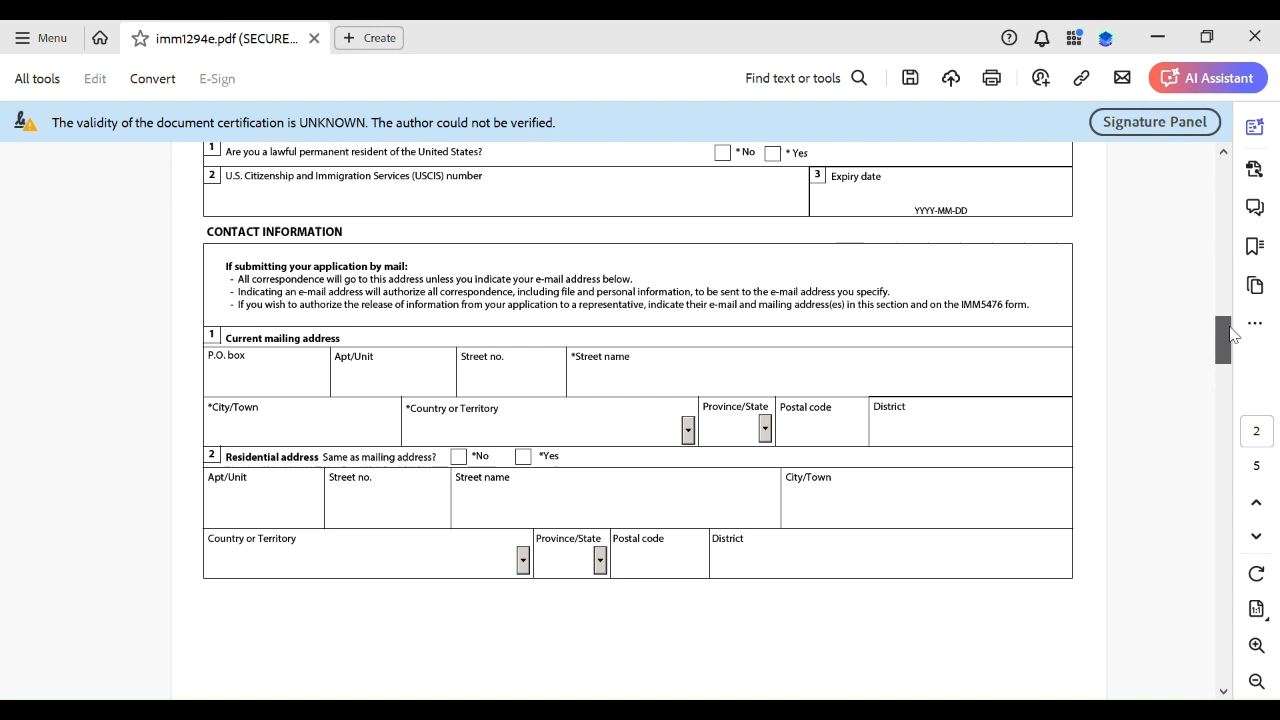 Menu
imm1294e.pdf (SECURE...
Create
All tools
Edit
Convert
E-Sign
Find text or tools
AI Assistant
The validity of the document certification is UNKNOWN. The author could not be verified.
Signature Panel
1 Are you a lawful permanent resident of the United States? * No * Yes
2 U.S. Citizenship and Immigration Services (USCIS) number
3 Expiry date
YYYY-MM-DD
CONTACT INFORMATION
If submitting your application by mail:
- All correspondence will go to this address unless you indicate your e-mail address below.
- Indicating an e-mail address will authorize all correspondence, including file and personal information, to be sent to the e-mail address you specify.
- If you wish to authorize the release of information from your application to a representative, indicate their e-mail and mailing address(es) in this section and on the IMM5476 form.
1 Current mailing address
P.O. box Apt/Unit Street no. *Street name
*City/Town *Country or Territory Province/State Postal code District
2 Residential address Same as mailing address? *No *Yes
Apt/Unit Street no. Street name City/Town
Country or Territory Province/State Postal code District
2
5
1:1